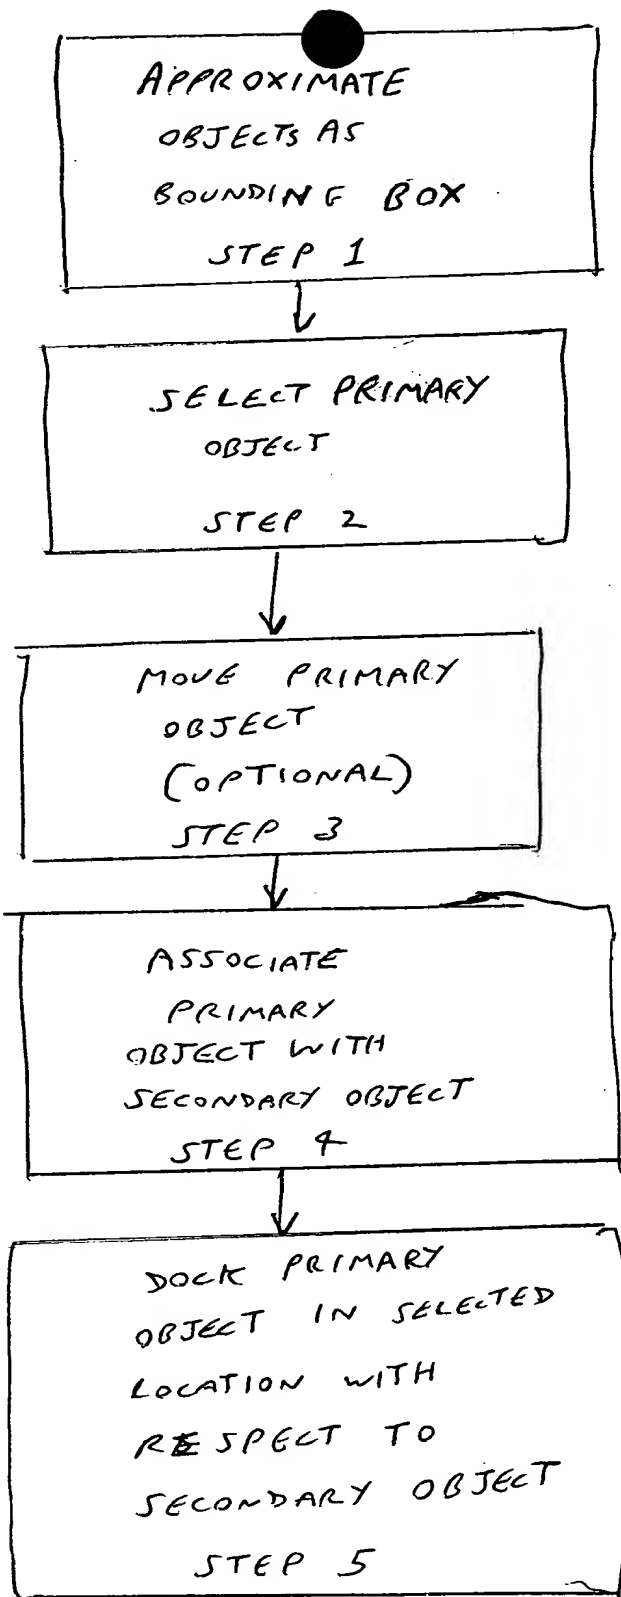 APPROXIMATE
OBJECTS AS
BOUNDING BOX
STEP 1
SELECT PRIMARY
OBJECT
STEP 2
MOVE PRIMARY
OBJECT
(OPTIONAL)
STEP 3
ASSOCIATE
PRIMARY
OBJECT WITH
SECONDARY OBJECT
STEP 4
DOCK PRIMARY
OBJECT IN SELECTED
LOCATION WITH
RESPECT TO
SECONDARY OBJECT
STEP 5